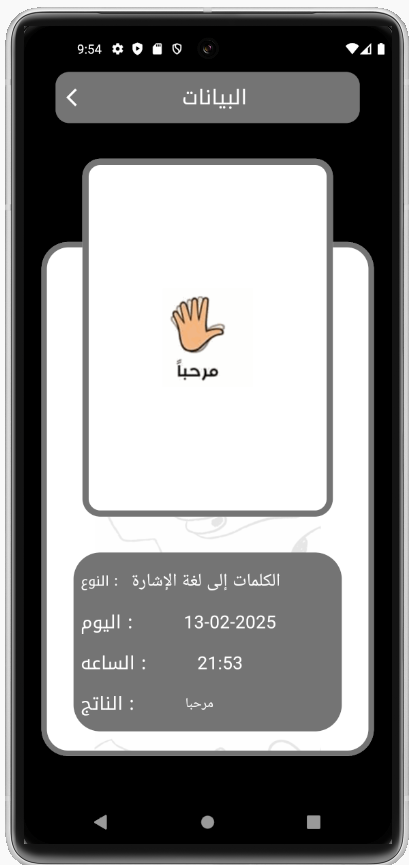 9:54
البيانات
مرحباً
النوع : الكلمات إلى لغة الإشارة
اليوم : 13-02-2025
الساعه : 21:53
الناتج : مرحبا